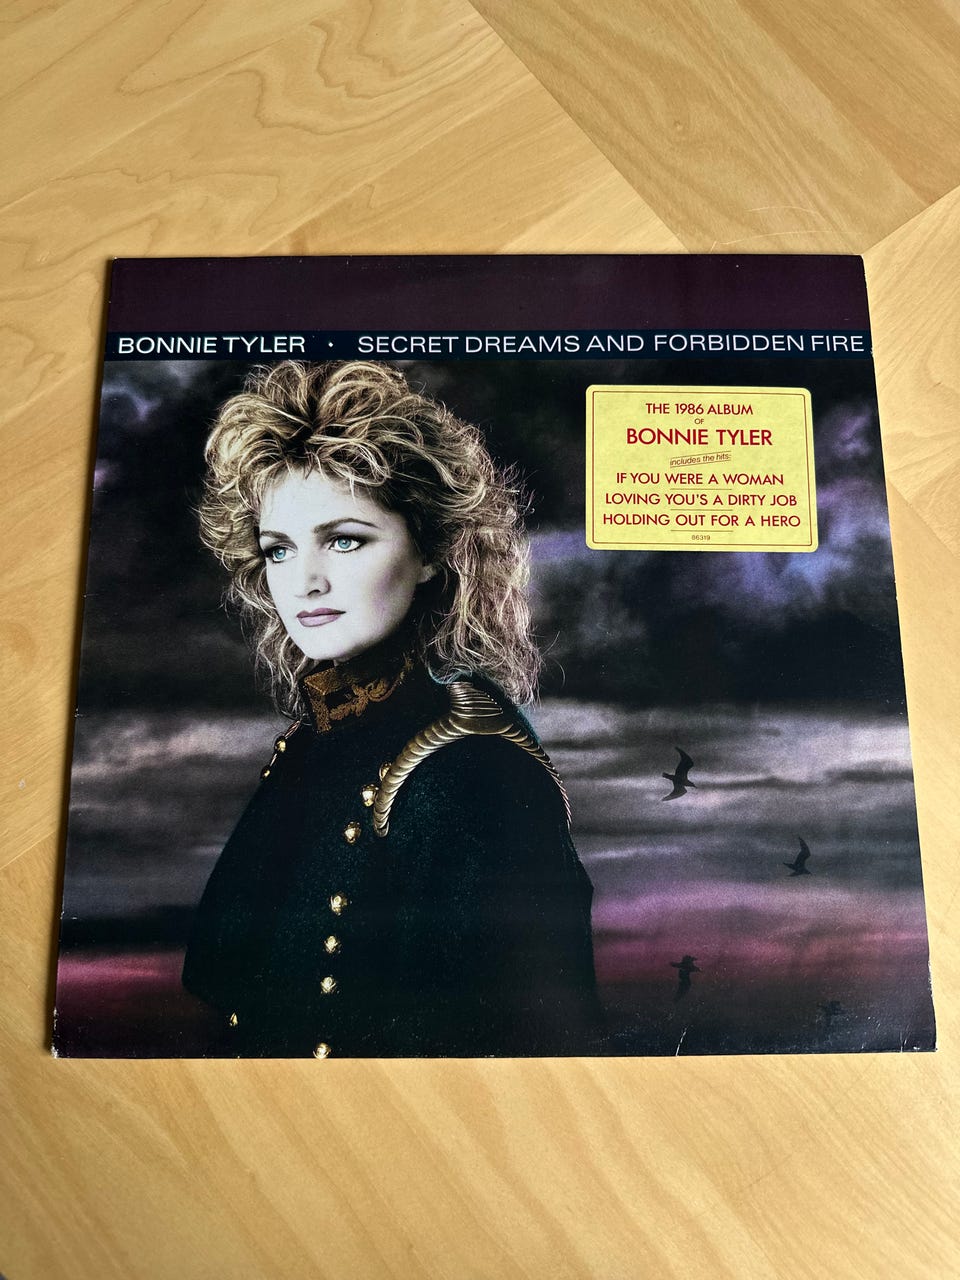 BONNIE TYLER • SECRET DREAMS AND FORBIDDEN FIRE
THE 1986 ALBUM
OF
BONNIE TYLER
includes the hits:
IF YOU WERE A WOMAN
LOVING YOU'S A DIRTY JOB
HOLDING OUT FOR A HERO
86319